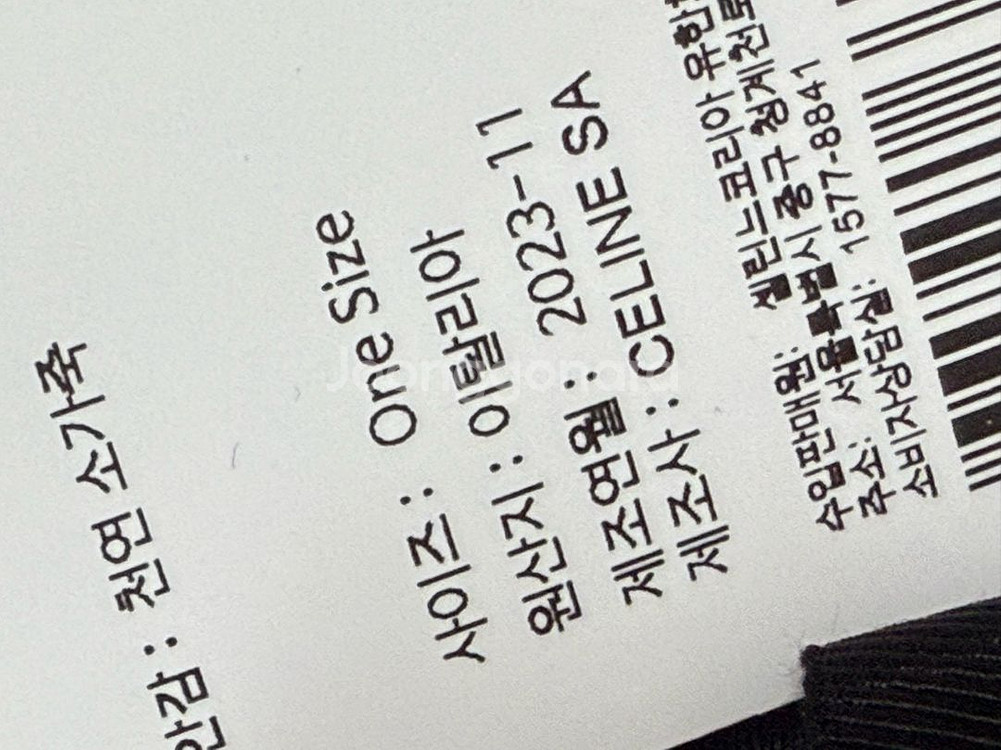 안감 : 천연 소가죽
사이즈 : One Size
원산지 : 이탈리아
제조연월 : 2023-11
제조사 : CELINE SA
수입판매원: 셀린느코리아 유한
주소: 서울특별시 중구 청계천로
소비자상담실: 1577-8841
Joonggonara